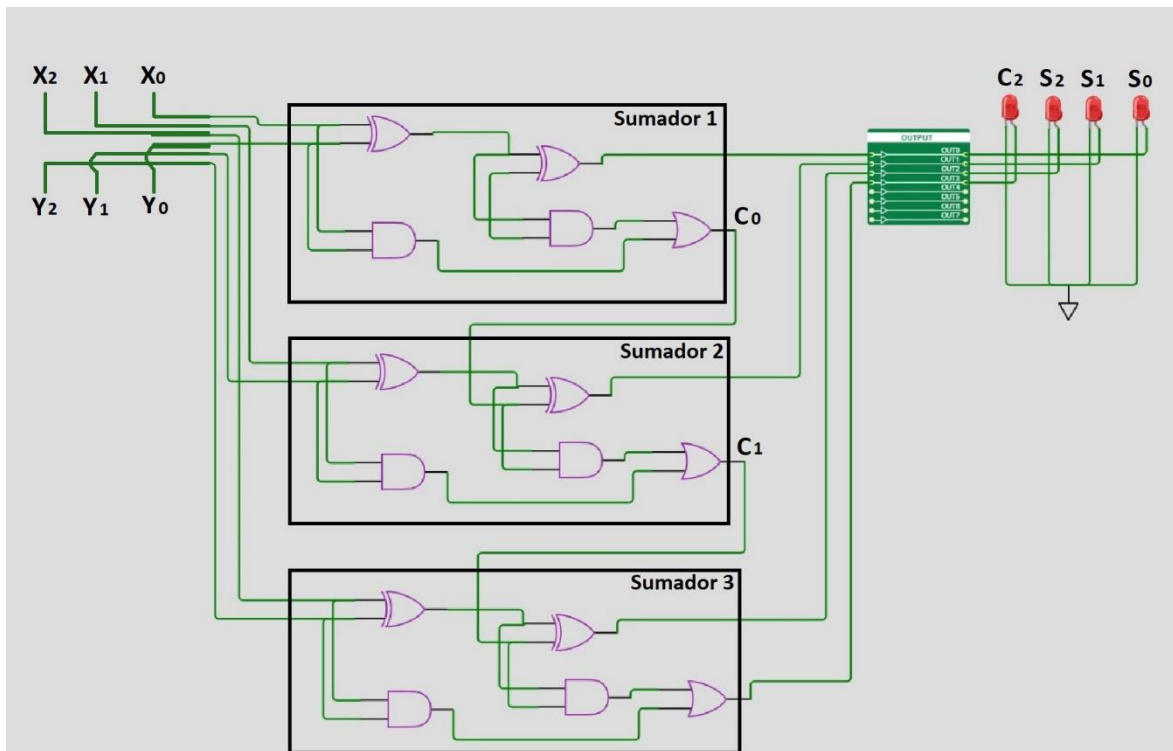 X2 X1 X0
Y2 Y1 Y0
Sumador 1
C0
Sumador 2
C1
Sumador 3
OUTPUT
OUT0
OUT1
OUT2
OUT3
OUT4
OUT5
OUT6
OUT7
C2 S2 S1 S0